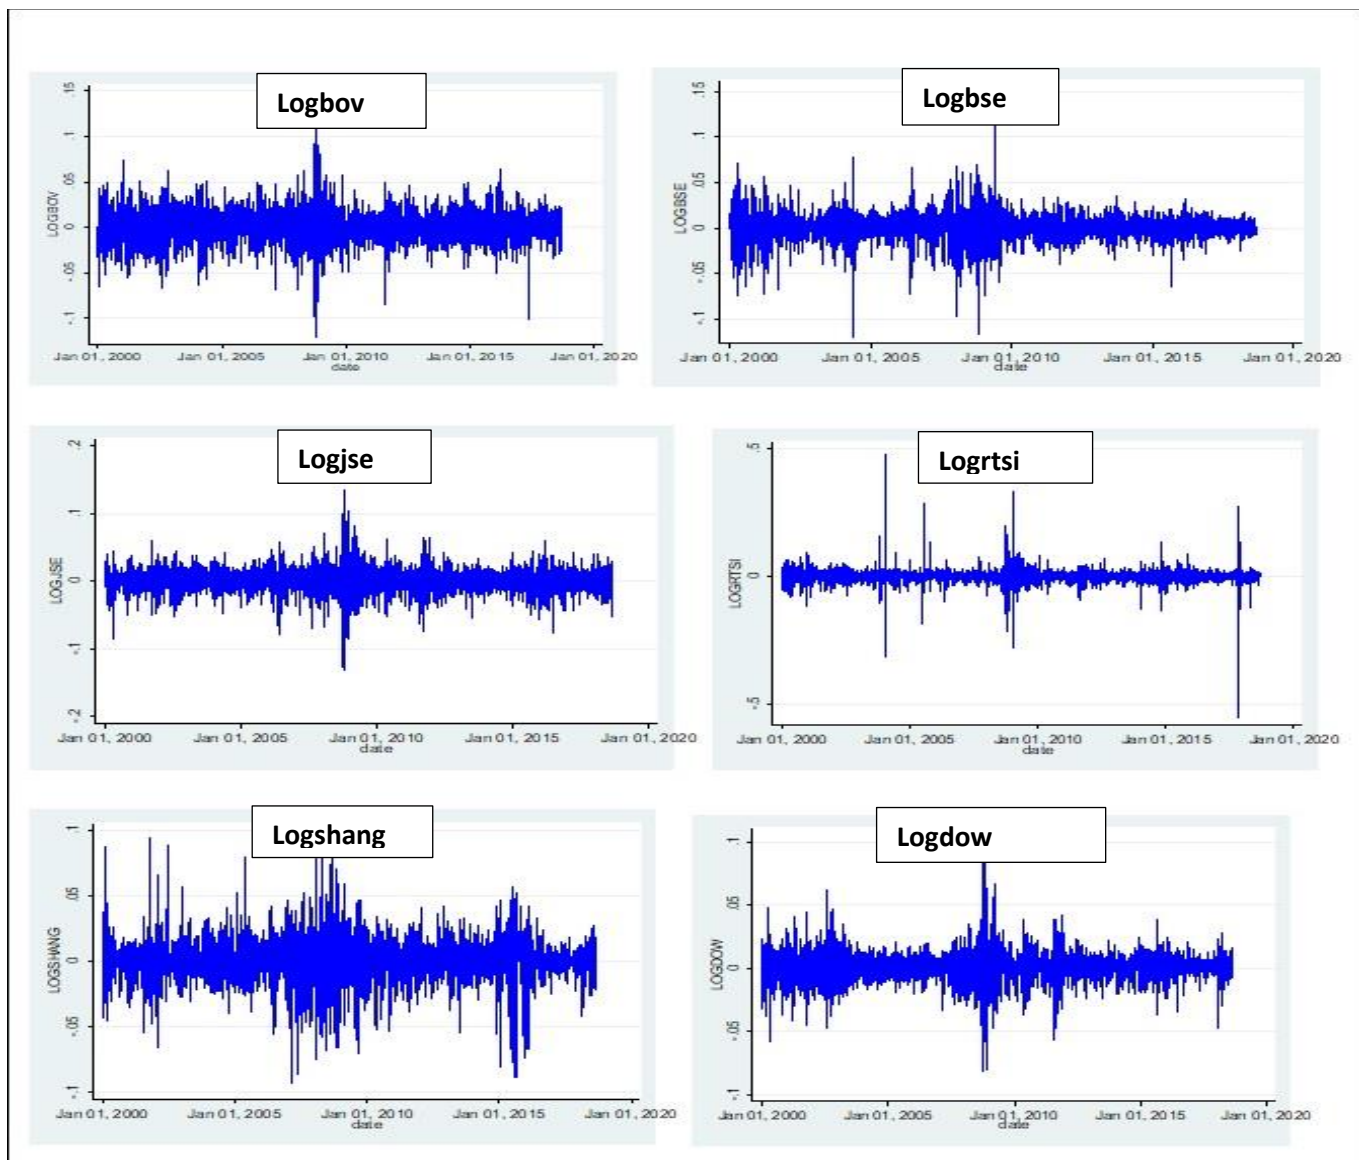 Logbov
.15
.1
.05
0
-.05
-.1
LOGBOV
Jan 01, 2000 Jan 01, 2005 Jan 01, 2010 Jan 01, 2015 Jan 01, 2020
date
Logbse
.15
.1
.05
0
-.05
-.1
LOGBSE
Jan 01, 2000 Jan 01, 2005 Jan 01, 2010 Jan 01, 2015 Jan 01, 2020
date
Logjse
.2
.1
0
-.1
-.2
LOGJSE
Jan 01, 2000 Jan 01, 2005 Jan 01, 2010 Jan 01, 2015 Jan 01, 2020
date
Logrtsi
.5
0
-.5
LOGRTSI
Jan 01, 2000 Jan 01, 2005 Jan 01, 2010 Jan 01, 2015 Jan 01, 2020
date
Logshang
.1
.05
0
-.05
-.1
LOGSHANG
Jan 01, 2000 Jan 01, 2005 Jan 01, 2010 Jan 01, 2015 Jan 01, 2020
date
Logdow
.1
.05
0
-.05
-.1
LOGDOW
Jan 01, 2000 Jan 01, 2005 Jan 01, 2010 Jan 01, 2015 Jan 01, 2020
date